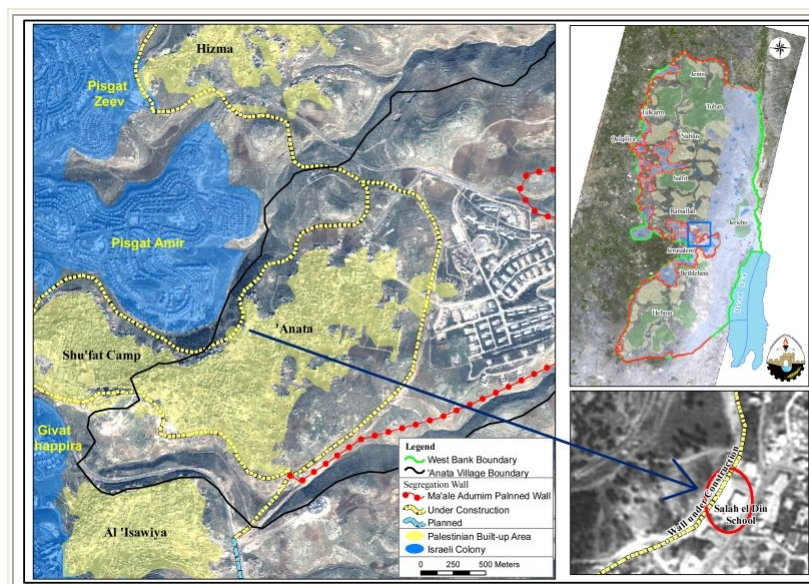 Hizma
Pisgat
Zeev
Pisgat Amir
'Anata
Shu'fat Camp
Givat
happira
Al 'Isawiya
Legend
West Bank Boundary
'Anata Village Boundary
Segregation Wall
Ma'ale Adumim Palnned Wall
Under Construction
Planned
Palestinian Built-up Area
Israeli Colony
0 250 500 Meters
Jenin
Tubas
Tulkarm
Nablus
Qalqiliya
Salfit
Ramallah
Jericho
Jerusalem
Bethlehem
Hebron
Dead Sea
Wall under Construction
Salah el Din
School